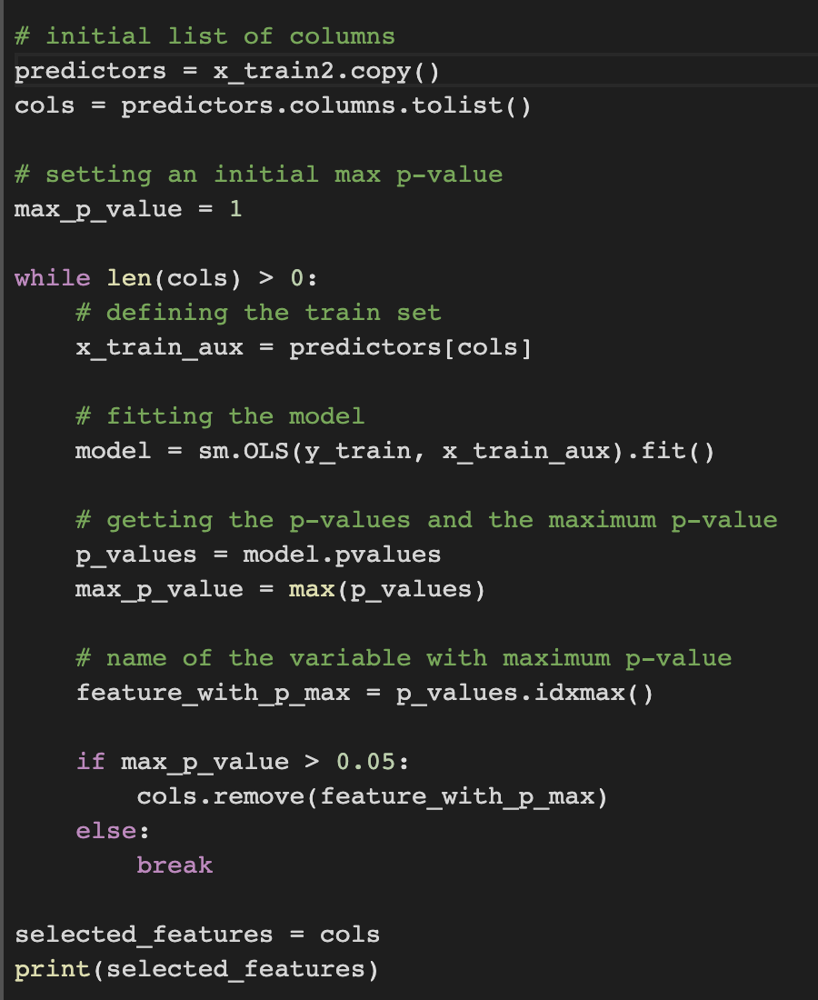 # initial list of columns
predictors = x_train2.copy()
cols = predictors.columns.tolist()
# setting an initial max p-value
max_p_value = 1
while len(cols) > 0:
    # defining the train set
    x_train_aux = predictors[cols]
    # fitting the model
    model = sm.OLS(y_train, x_train_aux).fit()
    # getting the p-values and the maximum p-value
    p_values = model.pvalues
    max_p_value = max(p_values)
    # name of the variable with maximum p-value
    feature_with_p_max = p_values.idxmax()
    if max_p_value > 0.05:
        cols.remove(feature_with_p_max)
    else:
        break
selected_features = cols
print(selected_features)